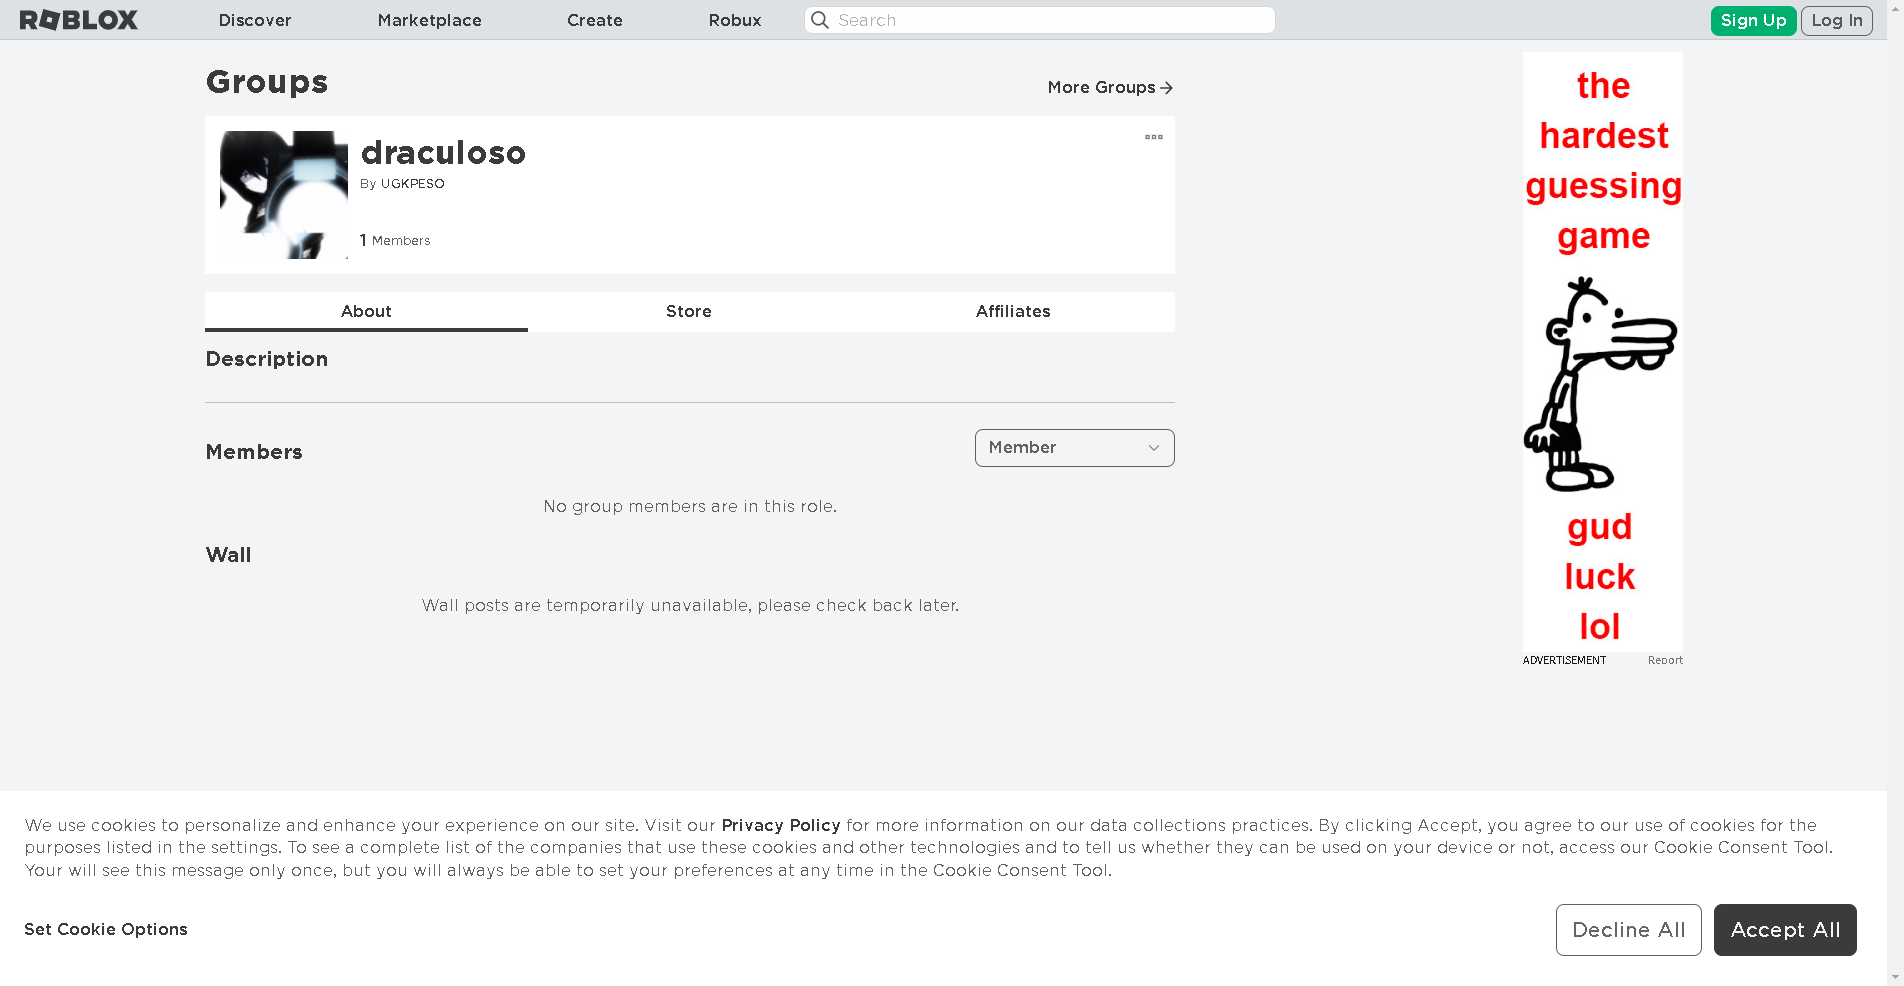 ROBLOX Discover Marketplace Create Robux Search Sign Up Log In
Groups
More Groups
draculoso
By UGKPESO
1 Members
About Store Affiliates
Description
Members
Member
No group members are in this role.
Wall
Wall posts are temporarily unavailable, please check back later.
the
hardest
guessing
game
gud
luck
lol
ADVERTISEMENT Report
We use cookies to personalize and enhance your experience on our site. Visit our Privacy Policy for more information on our data collections practices. By clicking Accept, you agree to our use of cookies for the
purposes listed in the settings. To see a complete list of the companies that use these cookies and other technologies and to tell us whether they can be used on your device or not, access our Cookie Consent Tool.
Your will see this message only once, but you will always be able to set your preferences at any time in the Cookie Consent Tool.
Set Cookie Options
Decline All
Accept All